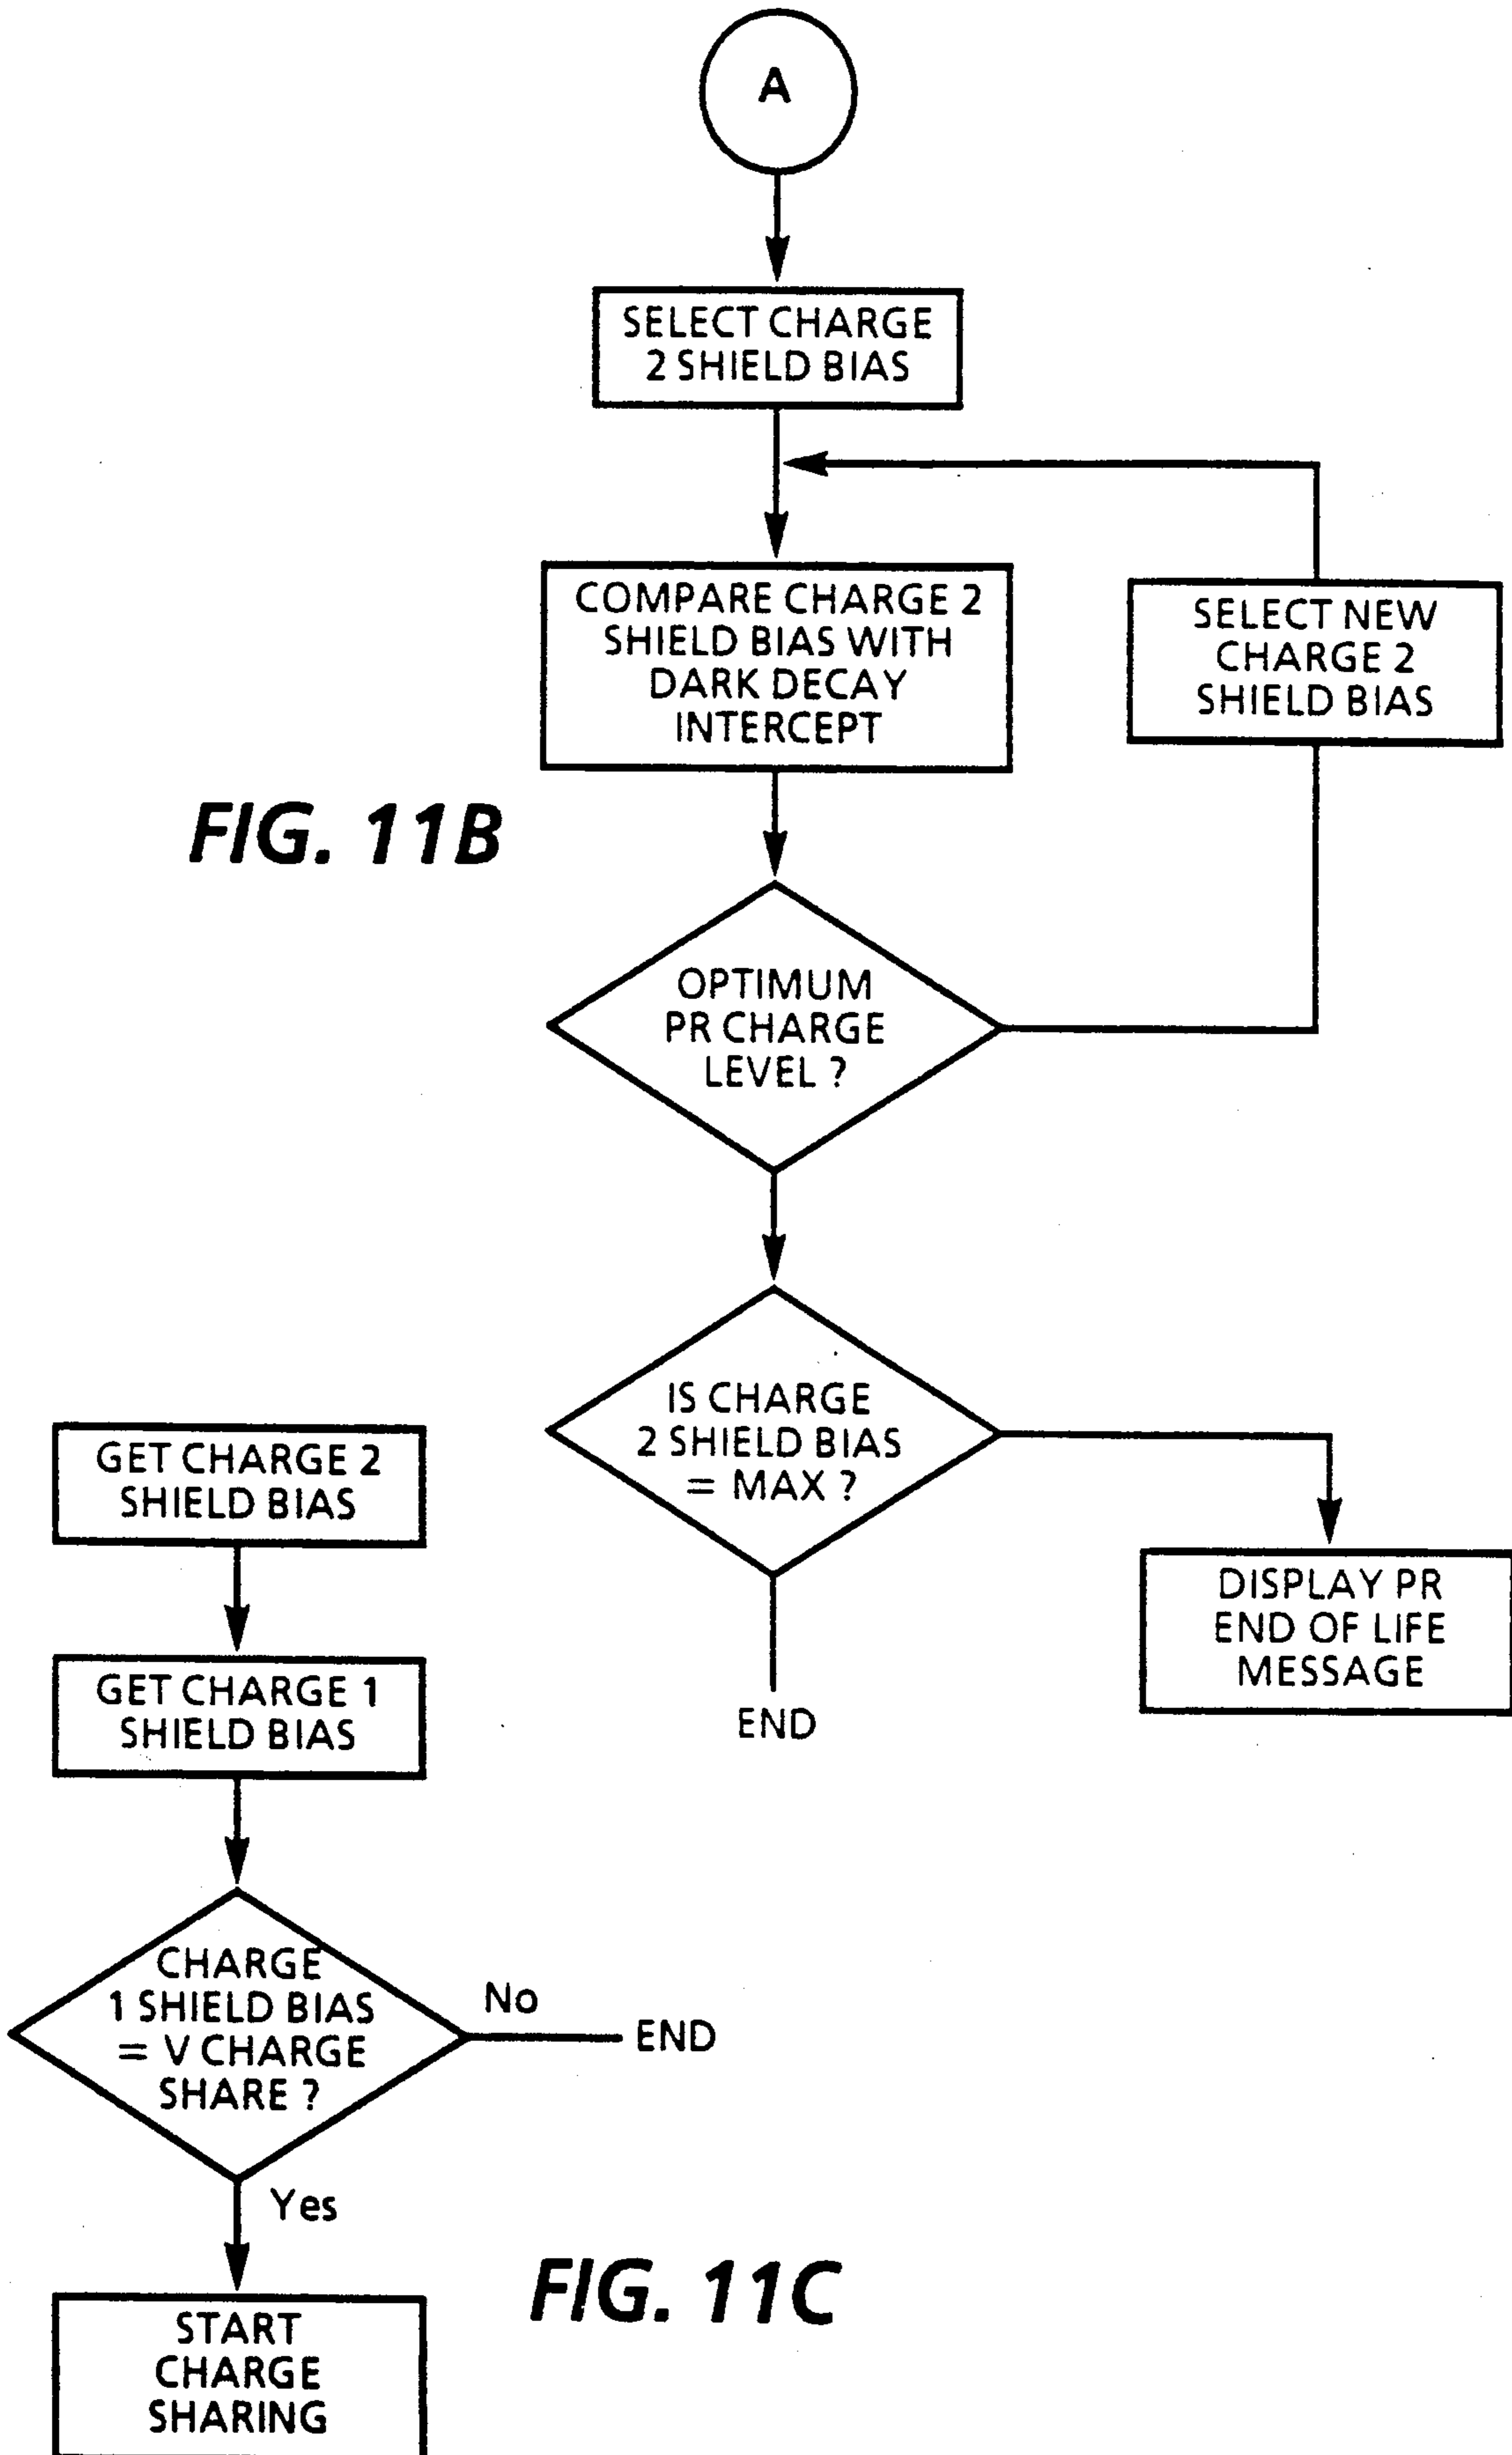 A
SELECT CHARGE
2 SHIELD BIAS
COMPARE CHARGE 2
SHIELD BIAS WITH
DARK DECAY
INTERCEPT
SELECT NEW
CHARGE 2
SHIELD BIAS
FIG. 11B
OPTIMUM
PR CHARGE
LEVEL ?
IS CHARGE
2 SHIELD BIAS
= MAX ?
DISPLAY PR
END OF LIFE
MESSAGE
END
GET CHARGE 2
SHIELD BIAS
GET CHARGE 1
SHIELD BIAS
CHARGE
1 SHIELD BIAS
= V CHARGE
SHARE ?
No
END
Yes
START
CHARGE
SHARING
FIG. 11C